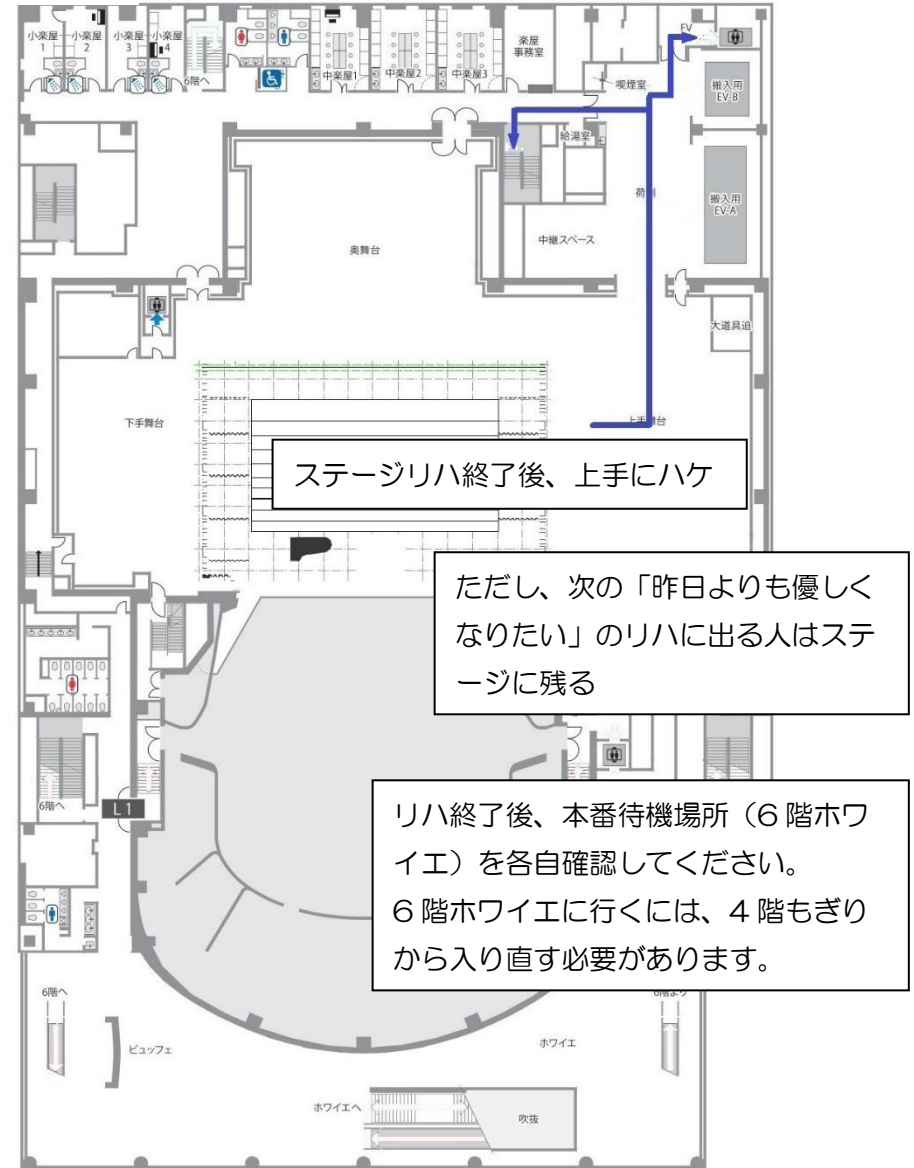 小楽屋 小楽屋 小楽屋 小楽屋
1 2 3 4
6階へ
中楽屋1 中楽屋2 中楽屋3
楽屋
事務室
EV
喫煙室
搬入用
EV-B
給湯室
搬入用
EV-A
中継スペース
奥舞台
大道具迫
下手舞台
ステージリハ終了後、上手にハケ
ただし、次の「昨日よりも優しく
なりたい」のリハに出る人はステ
ージに残る
6階へ
L1
リハ終了後、本番待機場所（6 階ホワ
イエ）を各自確認してください。
6 階ホワイエに行くには、4 階もぎり
から入り直す必要があります。
6階へ
6階より
ビュッフェ
ホワイエ
ホワイエへ
吹抜